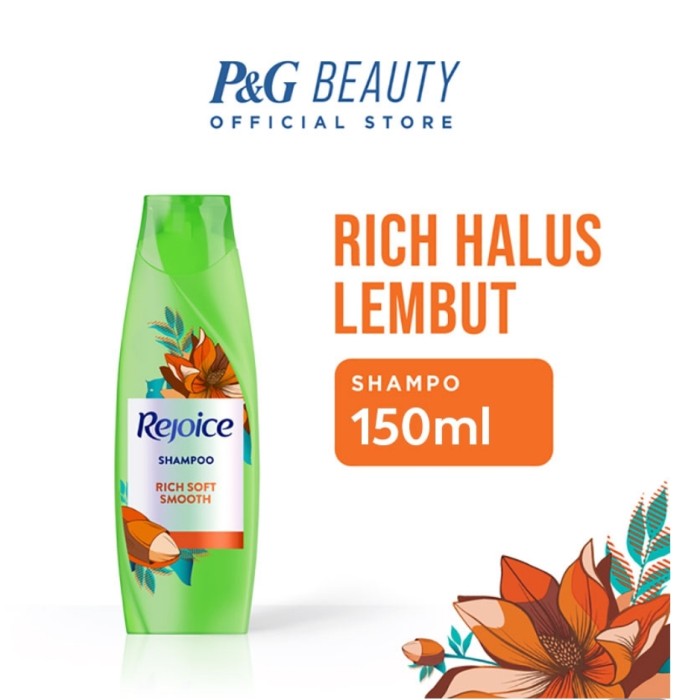 P&G BEAUTY
OFFICIAL STORE
RICH HALUS
LEMBUT
SHAMPO
150ml
Rejoice
SHAMPOO
RICH SOFT
SMOOTH